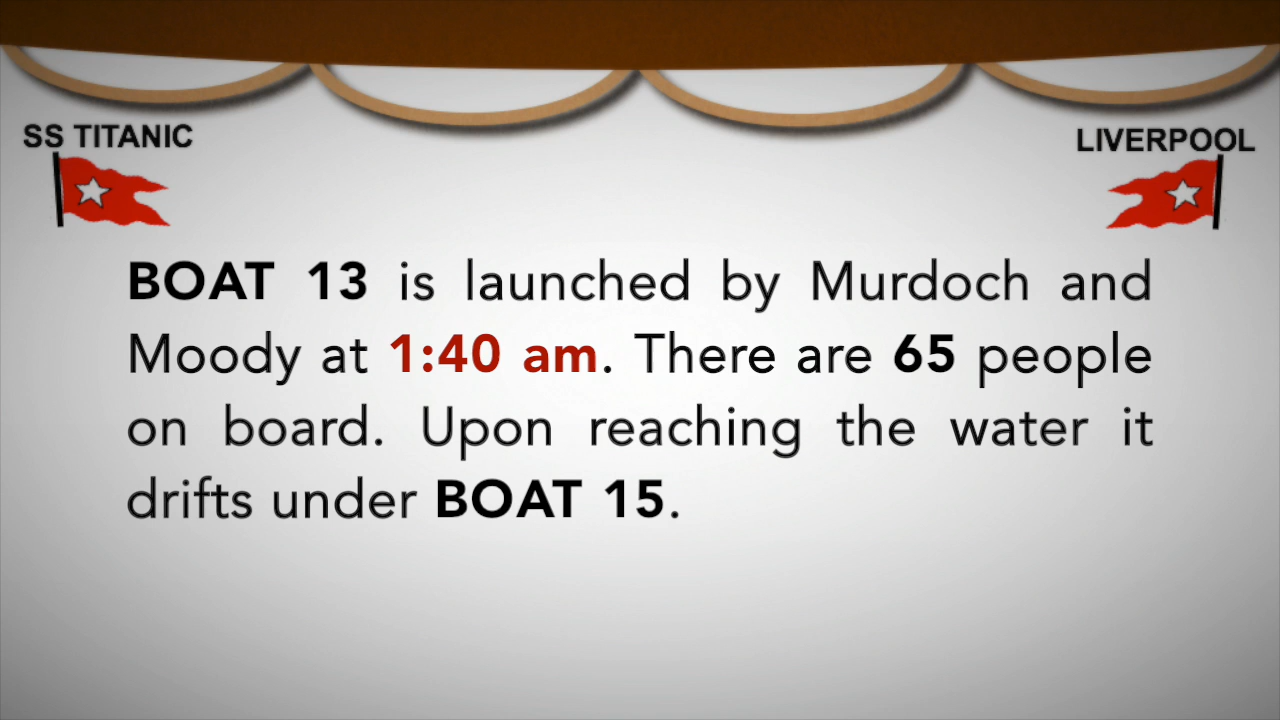 SS TITANIC
LIVERPOOL
BOAT 13 is launched by Murdoch and
Moody at 1:40 am. There are 65 people
on board. Upon reaching the water it
drifts under BOAT 15.